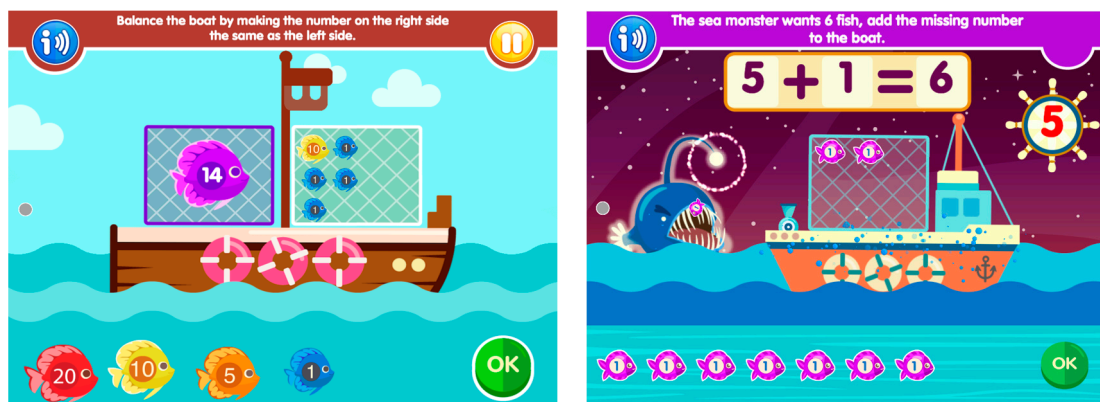 Balance the boat by making the number on the right side
the same as the left side.
14
10 1
1 1
1
20 10 5 1
OK
The sea monster wants 6 fish, add the missing number
to the boat.
5 + 1 = 6
5
1 1
1 1 1 1 1 1 1
OK